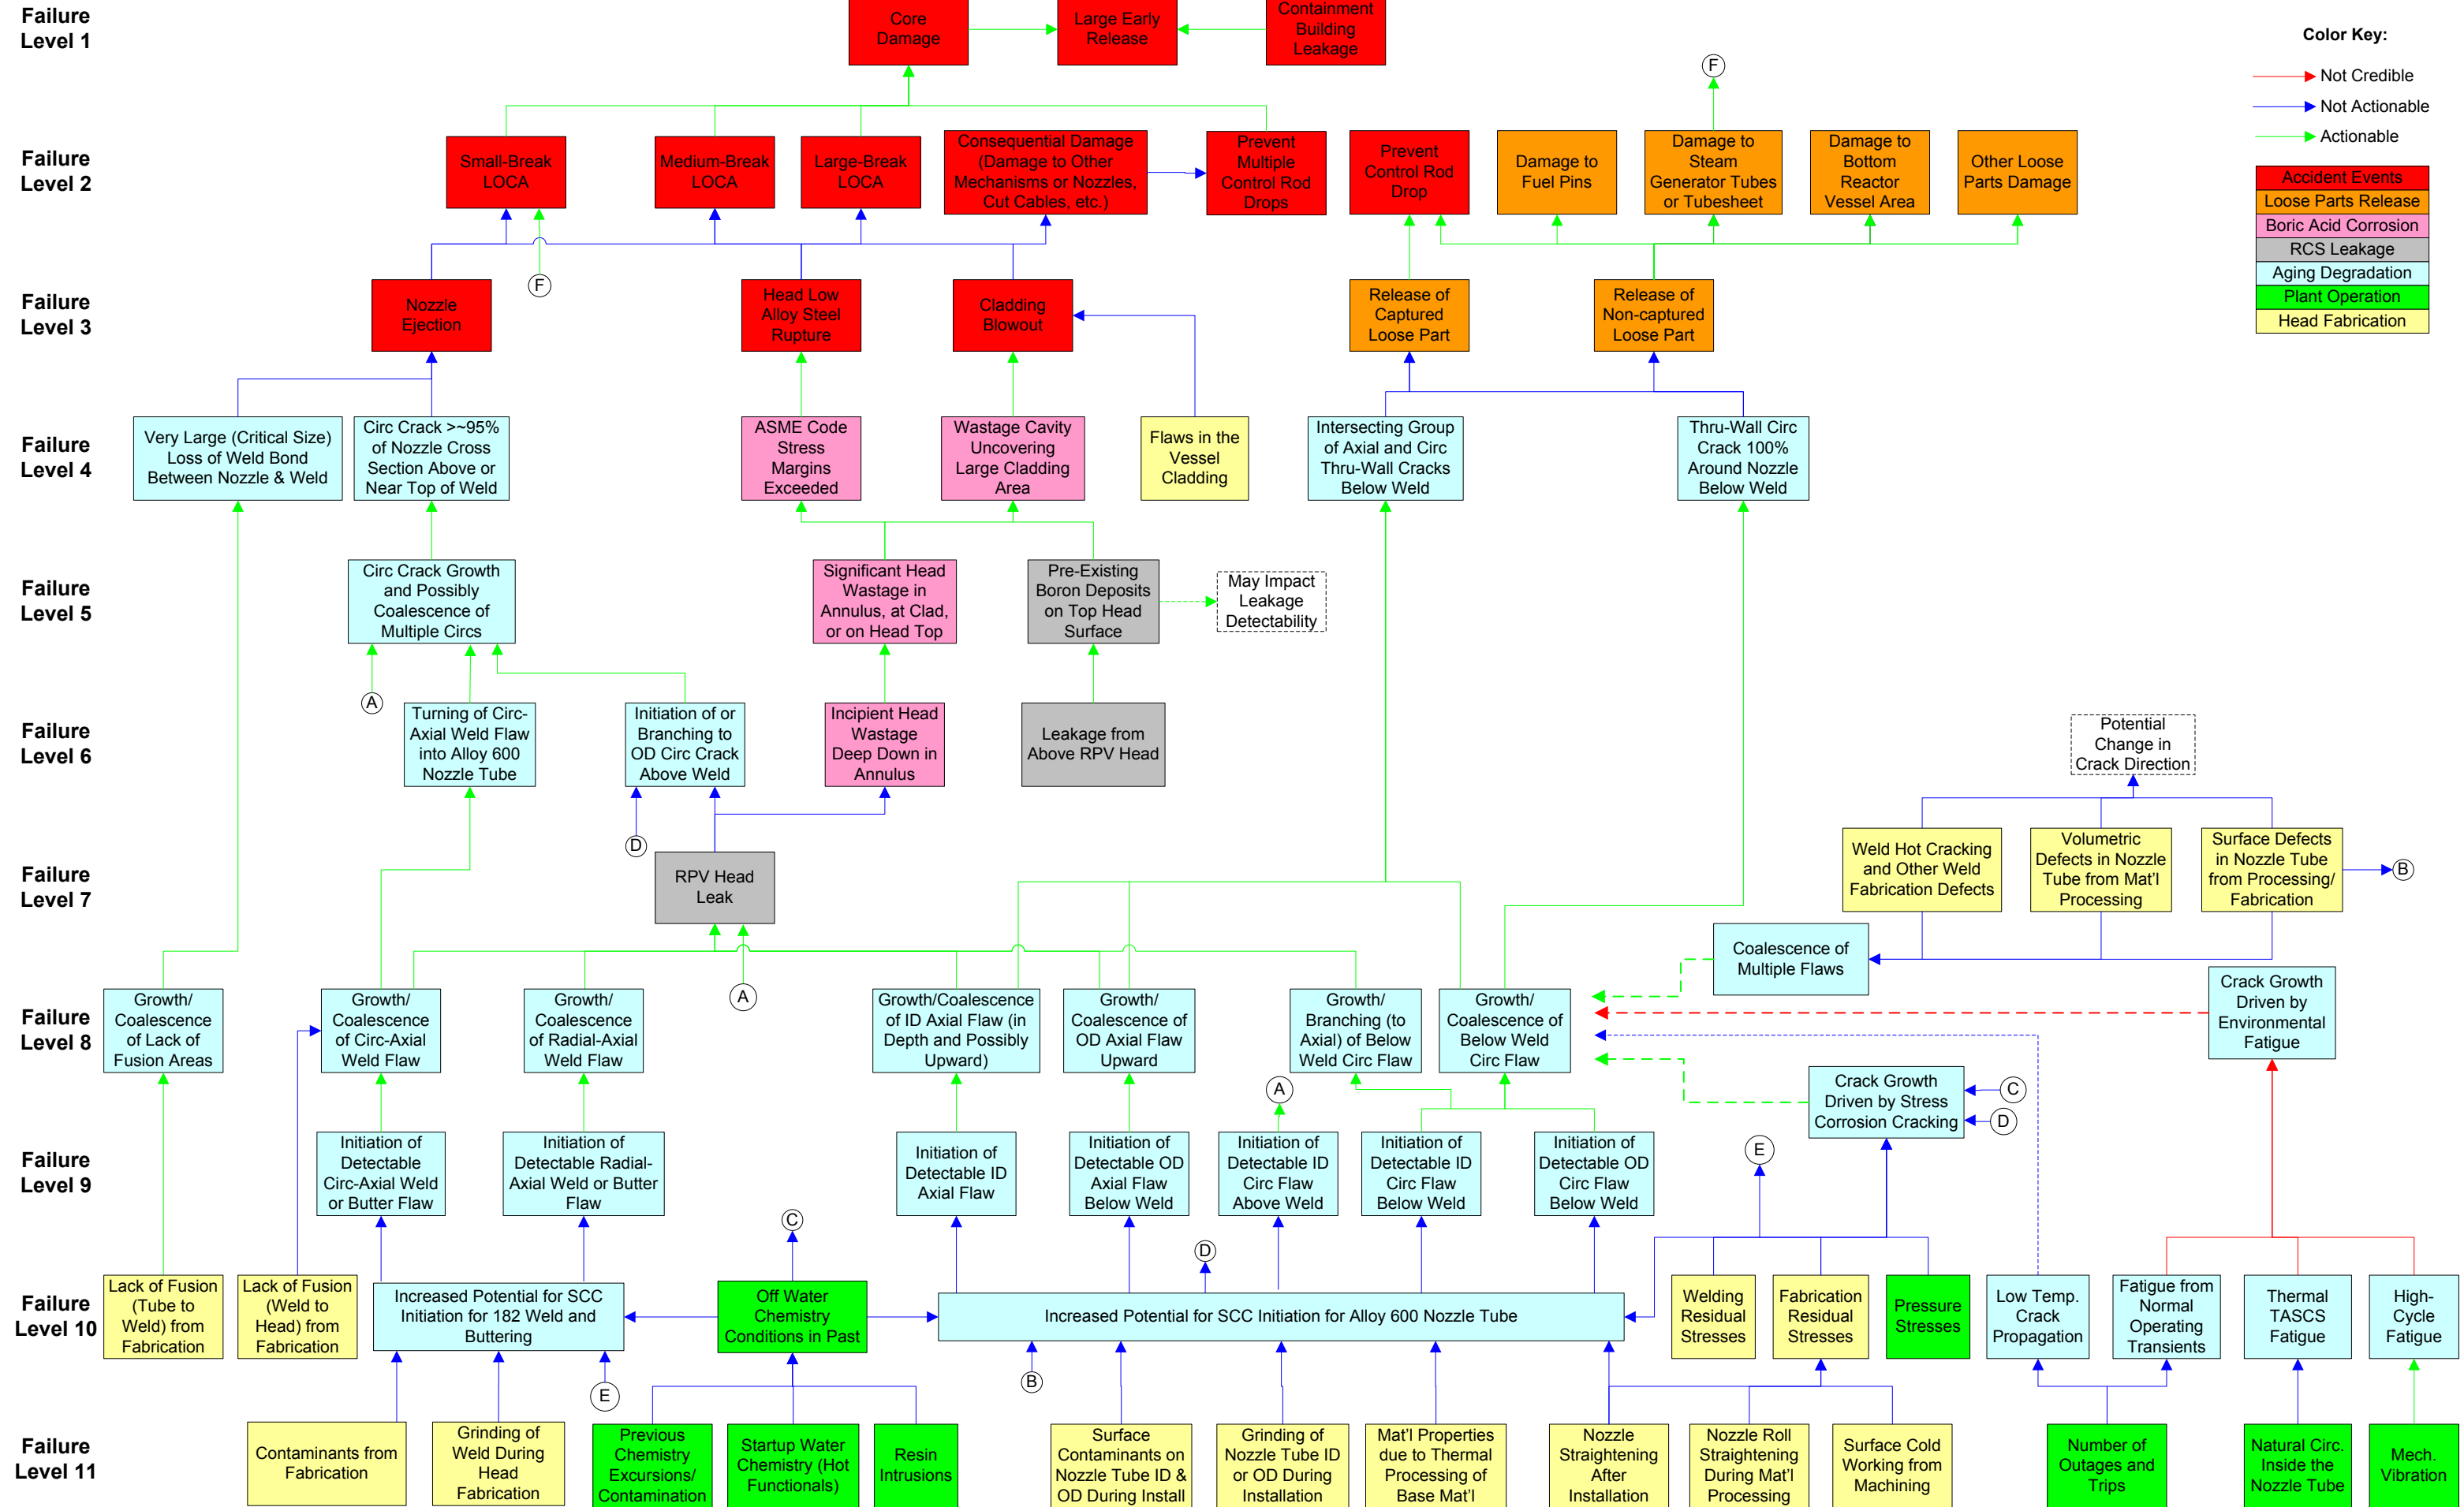 Failure
Level 1
Core
Damage
Large Early
Release
Containment
Building
Leakage
Color Key:
Not Credible
Not Actionable
Actionable
Accident Events
Loose Parts Release
Boric Acid Corrosion
RCS Leakage
Aging Degradation
Plant Operation
Head Fabrication
F
Failure
Level 2
Small-Break
LOCA
Medium-Break
LOCA
Large-Break
LOCA
Consequential Damage
(Damage to Other
Mechanisms or Nozzles,
Cut Cables, etc.)
Prevent
Multiple
Control Rod
Drops
Prevent
Control Rod
Drop
Damage to
Fuel Pins
Damage to
Steam
Generator Tubes
or Tubesheet
Damage to
Bottom
Reactor
Vessel Area
Other Loose
Parts Damage
F
Failure
Level 3
Nozzle
Ejection
Head Low
Alloy Steel
Rupture
Cladding
Blowout
Release of
Captured
Loose Part
Release of
Non-captured
Loose Part
Failure
Level 4
Very Large (Critical Size)
Loss of Weld Bond
Between Nozzle & Weld
Circ Crack >~95%
of Nozzle Cross
Section Above or
Near Top of Weld
ASME Code
Stress
Margins
Exceeded
Wastage Cavity
Uncovering
Large Cladding
Area
Flaws in the
Vessel
Cladding
Intersecting Group
of Axial and Circ
Thru-Wall Cracks
Below Weld
Thru-Wall Circ
Crack 100%
Around Nozzle
Below Weld
Failure
Level 5
Circ Crack Growth
and Possibly
Coalescence of
Multiple Circs
Significant Head
Wastage in
Annulus, at Clad,
or on Head Top
Pre-Existing
Boron Deposits
on Top Head
Surface
May Impact
Leakage
Detectability
A
Failure
Level 6
Turning of Circ-
Axial Weld Flaw
into Alloy 600
Nozzle Tube
Initiation of or
Branching to
OD Circ Crack
Above Weld
Incipient Head
Wastage
Deep Down in
Annulus
Leakage from
Above RPV Head
Potential
Change in
Crack Direction
D
Failure
Level 7
RPV Head
Leak
Weld Hot Cracking
and Other Weld
Fabrication Defects
Volumetric
Defects in Nozzle
Tube from Mat'l
Processing
Surface Defects
in Nozzle Tube
from Processing/
Fabrication
B
Coalescence of
Multiple Flaws
A
Failure
Level 8
Growth/
Coalescence
of Lack of
Fusion Areas
Growth/
Coalescence
of Circ-Axial
Weld Flaw
Growth/
Coalescence
of Radial-Axial
Weld Flaw
Growth/Coalescence
of ID Axial Flaw (in
Depth and Possibly
Upward)
Growth/
Coalescence of
OD Axial Flaw
Upward
Growth/
Branching (to
Axial) of Below
Weld Circ Flaw
Growth/
Coalescence of
Below Weld
Circ Flaw
Crack Growth
Driven by
Environmental
Fatigue
A
Crack Growth
Driven by Stress
Corrosion Cracking
C
D
Failure
Level 9
Initiation of
Detectable
Circ-Axial Weld
or Butter Flaw
Initiation of
Detectable Radial-
Axial Weld or Butter
Flaw
Initiation of
Detectable ID
Axial Flaw
Initiation of
Detectable OD
Axial Flaw
Below Weld
Initiation of
Detectable ID
Circ Flaw
Above Weld
Initiation of
Detectable ID
Circ Flaw
Below Weld
Initiation of
Detectable OD
Circ Flaw
Below Weld
E
C
D
Failure
Level 10
Lack of Fusion
(Tube to
Weld) from
Fabrication
Lack of Fusion
(Weld to
Head) from
Fabrication
Increased Potential for SCC
Initiation for 182 Weld and
Buttering
Off Water
Chemistry
Conditions in Past
Increased Potential for SCC Initiation for Alloy 600 Nozzle Tube
Welding
Residual
Stresses
Fabrication
Residual
Stresses
Pressure
Stresses
Low Temp.
Crack
Propagation
Fatigue from
Normal
Operating
Transients
Thermal
TASCS
Fatigue
High-
Cycle
Fatigue
E
B
Failure
Level 11
Contaminants from
Fabrication
Grinding of
Weld During
Head
Fabrication
Previous
Chemistry
Excursions/
Contamination
Startup Water
Chemistry (Hot
Functionals)
Resin
Intrusions
Surface
Contaminants on
Nozzle Tube ID &
OD During Install
Grinding of
Nozzle Tube ID
or OD During
Installation
Mat'l Properties
due to Thermal
Processing of
Base Mat'l
Nozzle
Straightening
After
Installation
Nozzle Roll
Straightening
During Mat'l
Processing
Surface Cold
Working from
Machining
Number of
Outages and
Trips
Natural Circ.
Inside the
Nozzle Tube
Mech.
Vibration